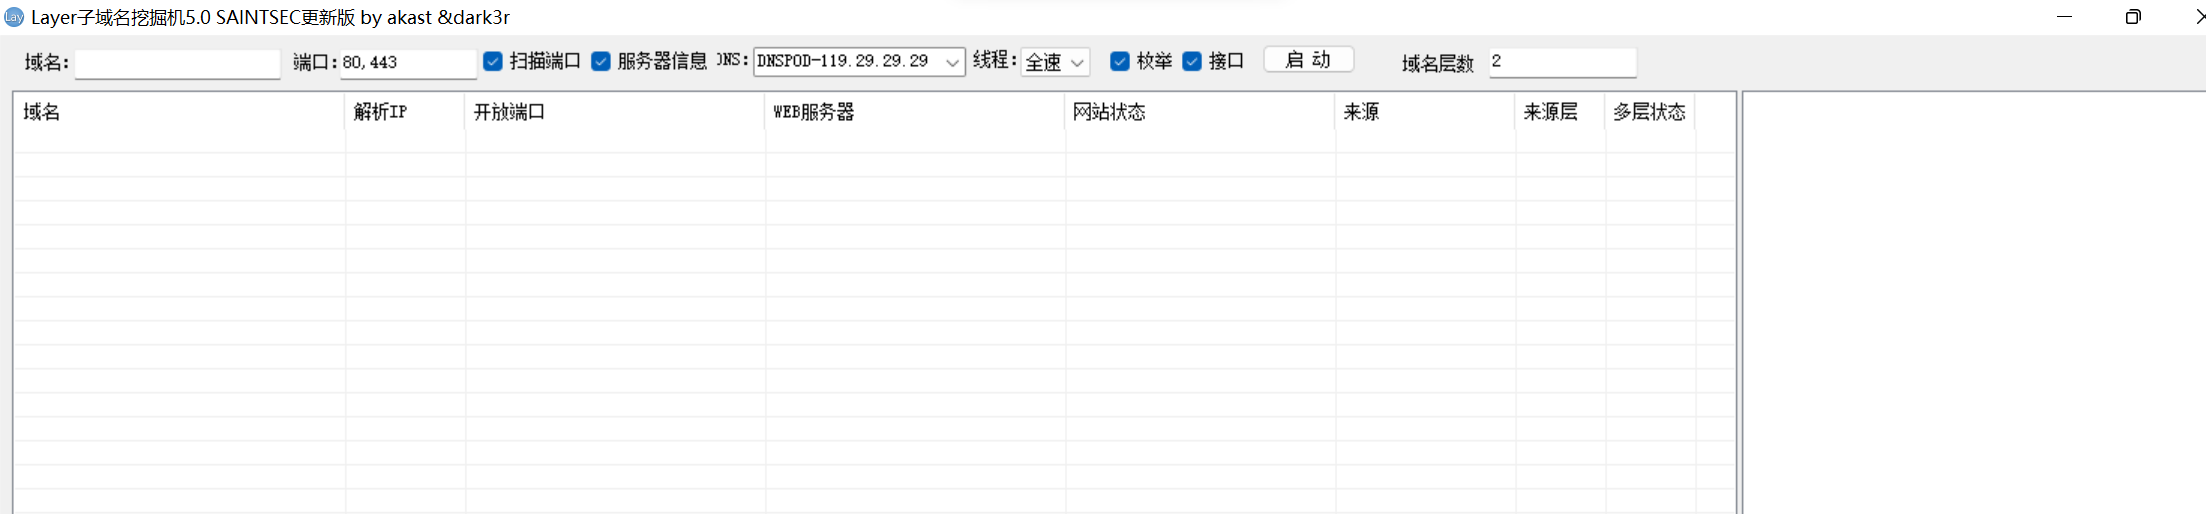 Lay Layer子域名挖掘机5.0 SAINTSEC更新版 by akast &dark3r
域名: 端口: 80,443 扫描端口 服务器信息 DNS: DNSPOD-119.29.29.29 线程: 全速 枚举 接口 启 动 域名层数 2
域名 解析IP 开放端口 WEB服务器 网站状态 来源 来源层 多层状态